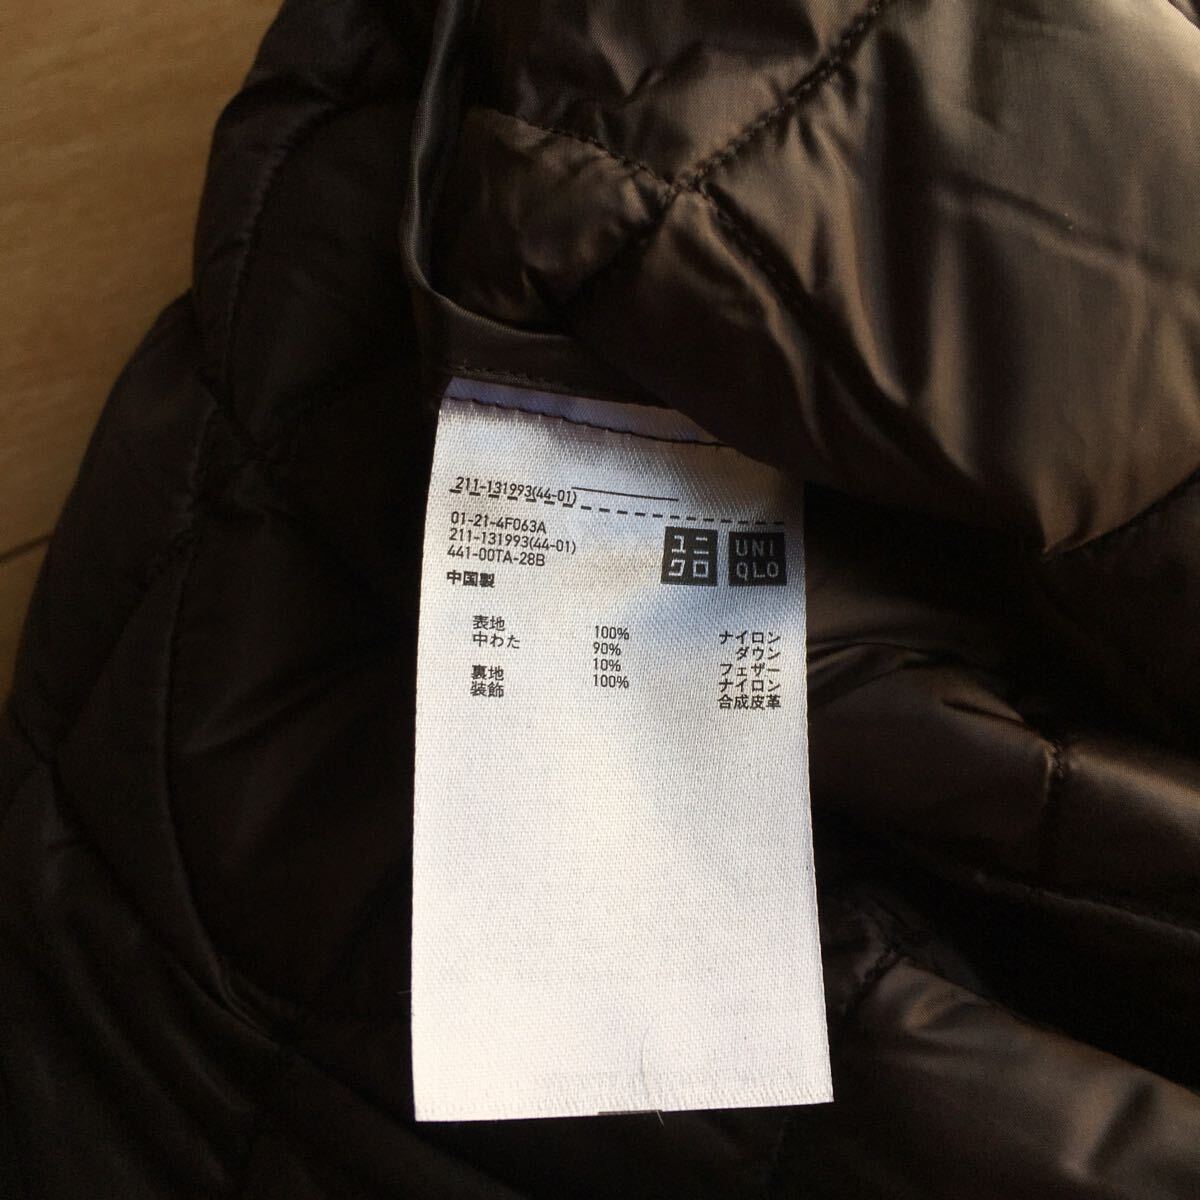 211-131993(44-01)
01-21-4F063A
211-131993(44-01)
441-00TA-28B
中国製
ユニ
クロ
UNI
QLO
表地 100% ナイロン
中わた 90% ダウン
10% フェザー
裏地 100% ナイロン
装飾 合成皮革